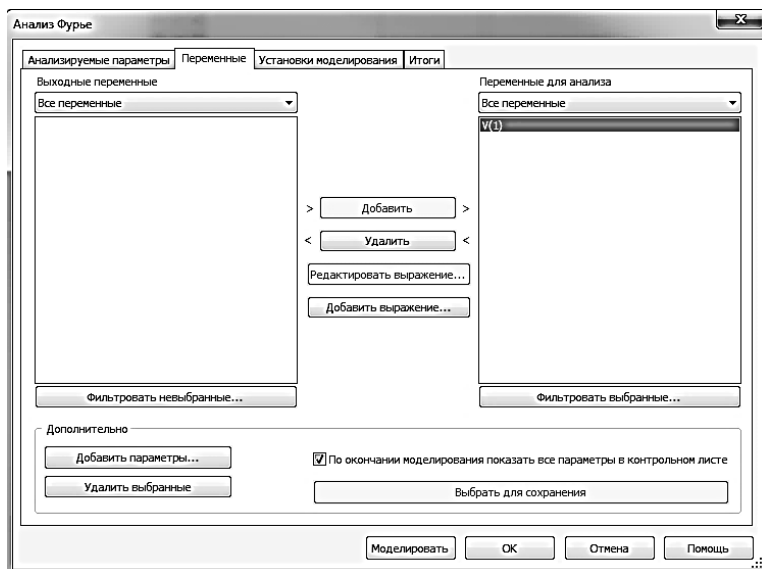 Анализ Фурье
Анализируемые параметры Переменные Установки моделирования Итоги
Выходные переменные
Все переменные
Переменные для анализа
Все переменные
V(1)
> Добавить >
< Удалить <
Редактировать выражение...
Добавить выражение...
Фильтровать невыбранные...
Фильтровать выбранные...
Дополнительно
Добавить параметры...
Удалить выбранные
По окончании моделирования показать все параметры в контрольном листе
Выбрать для сохранения
Моделировать ОК Отмена Помощь